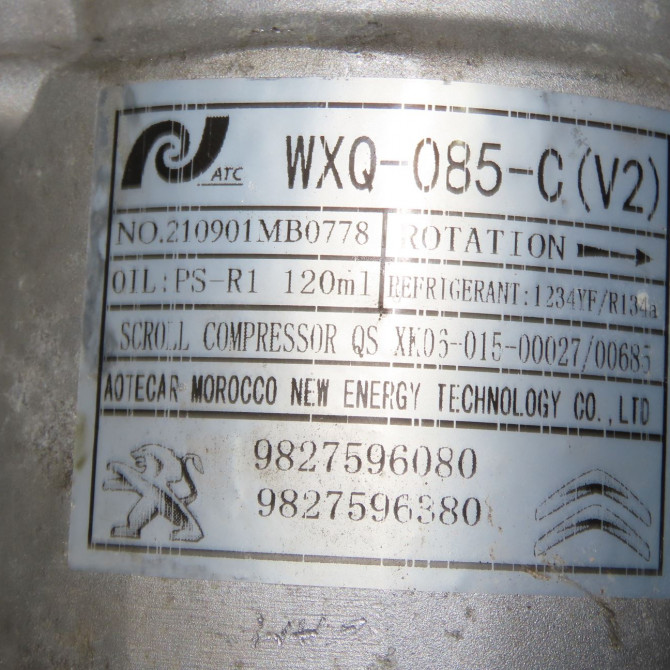 ATC WXQ-085-C(V2)
NO.210901MB0778 ROTATION
OIL:PS-R1 120ml REFRIGERANT:1234YF/R134a
SCROLL COMPRESSOR QS XK06-015-00027/00685
AOTECAR MOROCCO NEW ENERGY TECHNOLOGY CO.,LTD
9827596080
9827596380